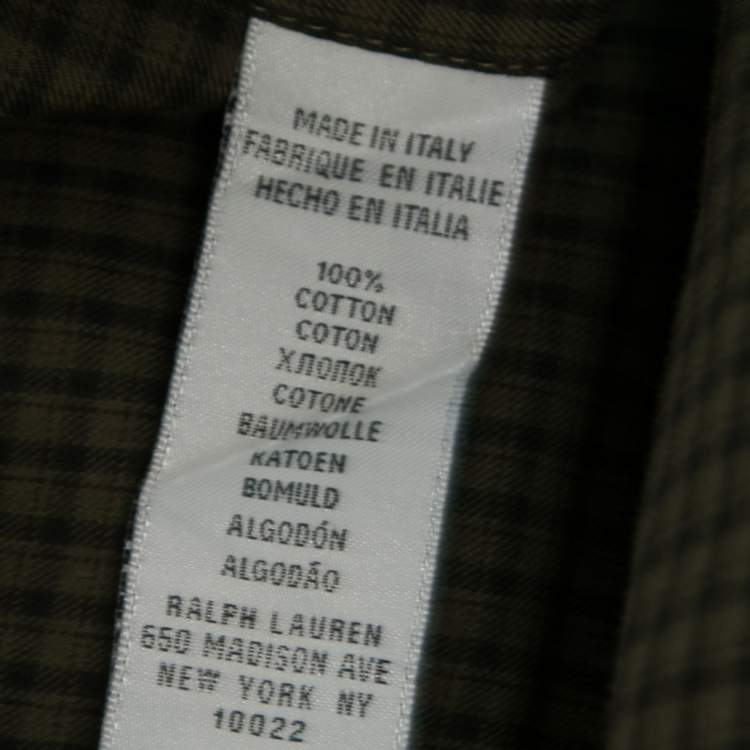 MADE IN ITALY
FABRIQUE EN ITALIE
HECHO EN ITALIA
100%
COTTON
COTON
ХЛОПОК
COTONE
BAUMWOLLE
KATOEN
BOMULD
ALGODÓN
ALGODÃO
RALPH LAUREN
650 MADISON AVE
NEW YORK NY
10022